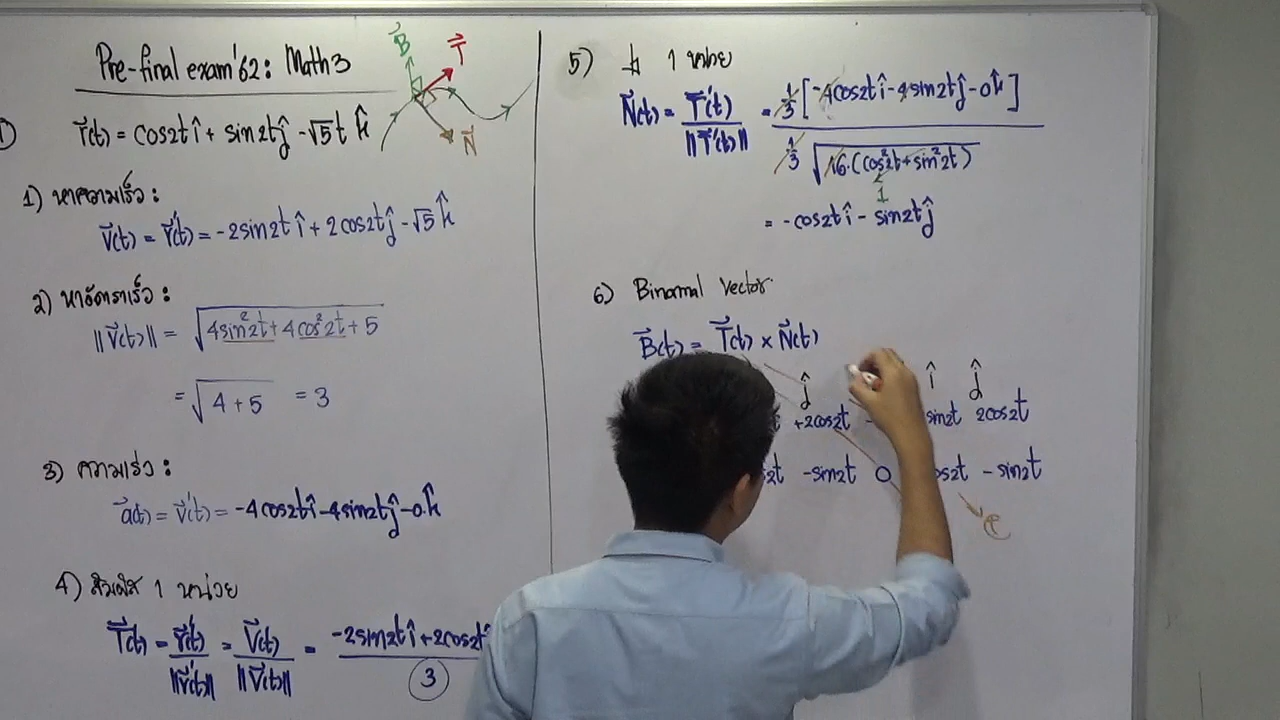 Pre-final exam'62: Math3
B⃗ T⃗ N⃗
① r⃗(t) = cos2t î + sin2t ĵ - √5 t k̂
1) หาความเร็ว :
v⃗(t) = r⃗'(t) = -2sin2t î + 2cos2t ĵ - √5 k̂
2) หาอัตราเร็ว :
||v⃗(t)|| = √(4sin²2t + 4cos²2t + 5)
= √(4+5) = 3
3) ความเร่ง :
a⃗(t) = v⃗'(t) = -4cos2t î - 4sin2t ĵ - 0.k̂
4) สัมผัส 1 หน่วย
T⃗(t) = r⃗'(t)/||r⃗'(t)|| = v⃗(t)/||v⃗(t)|| = (-2sin2t î + 2cos2t î)/3
5) ⊥ 1 หน่วย
N⃗(t) = T⃗'(t)/||T⃗'(t)|| = 1/3 [-4cos2t î - 4sin2t ĵ - 0k̂] / 1/3 √(16.(cos²2t + sin²2t))
1
= -cos2t î - sin2t ĵ
6) Binomal Vector
B⃗(t) = T⃗(t) × N⃗(t)
ĵ î ĵ
+2cos2t sin2t 2cos2t
-sin2t 0 -sin2t